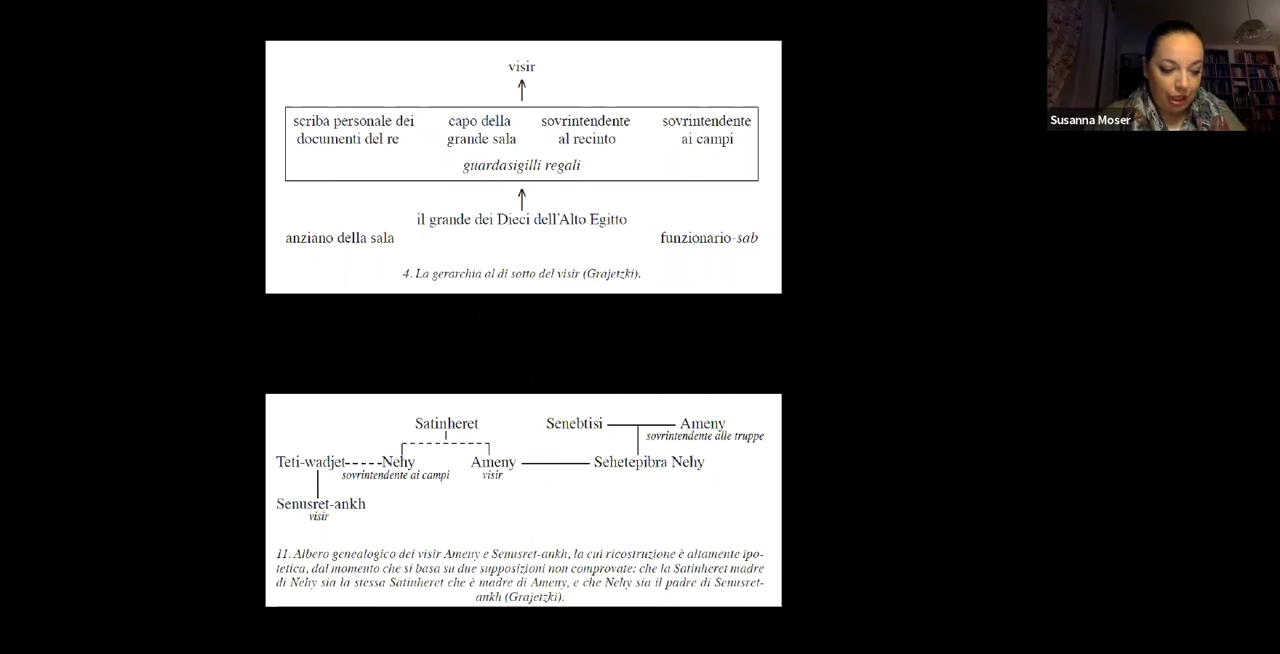 visir
scriba personale dei capo della sovrintendente sovrintendente
documenti del re grande sala al recinto ai campi
guardasigilli regali
il grande dei Dieci dell'Alto Egitto
anziano della sala funzionario-sab
4. La gerarchia al di sotto del visir (Grajetzki).
Susanna Moser
Satinheret Senebtisi Ameny
sovrintendente alle truppe
Teti-wadjet Nehy Ameny Sehetepibra Nehy
sovrintendente ai campi visir
Senusret-ankh
visir
11. Albero genealogico dei visir Ameny e Senusret-ankh, la cui ricostruzione è altamente ipo-
tetica, dal momento che si basa su due supposizioni non comprovate: che la Satinheret madre
di Nehy sia la stessa Satinheret che è madre di Ameny, e che Nehy sia il padre di Senusret-
ankh (Grajetzki).